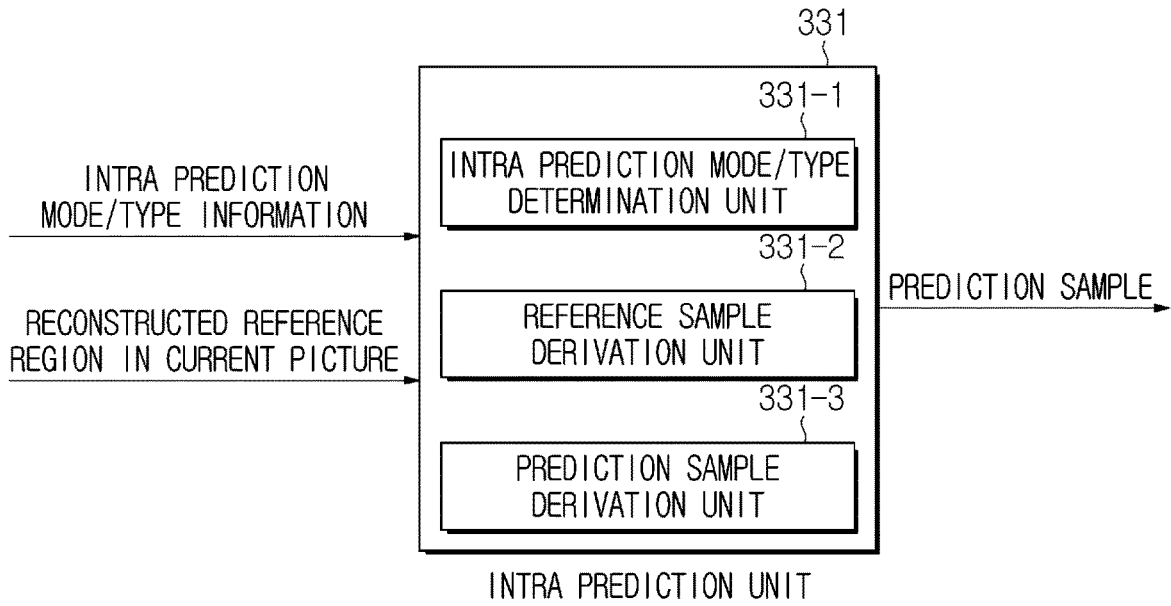 331
331-1
INTRA PREDICTION MODE/TYPE
DETERMINATION UNIT
INTRA PREDICTION
MODE/TYPE INFORMATION
331-2
REFERENCE SAMPLE
DERIVATION UNIT
PREDICTION SAMPLE
RECONSTRUCTED REFERENCE
REGION IN CURRENT PICTURE
331-3
PREDICTION SAMPLE
DERIVATION UNIT
INTRA PREDICTION UNIT